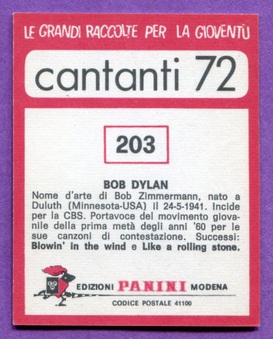 LE GRANDI RACCOLTE PER LA GIOVENTÙ
cantanti 72
203
BOB DYLAN
Nome d'arte di Bob Zimmermann, nato a
Duluth (Minnesota-USA) il 24-5-1941. Incide
per la CBS. Portavoce del movimento giova-
nile della prima metà degli anni '60 per le
sue canzoni di contestazione. Successi:
Blowin' in the wind e Like a rolling stone.
EDIZIONI PANINI MODENA
CODICE POSTALE 41100